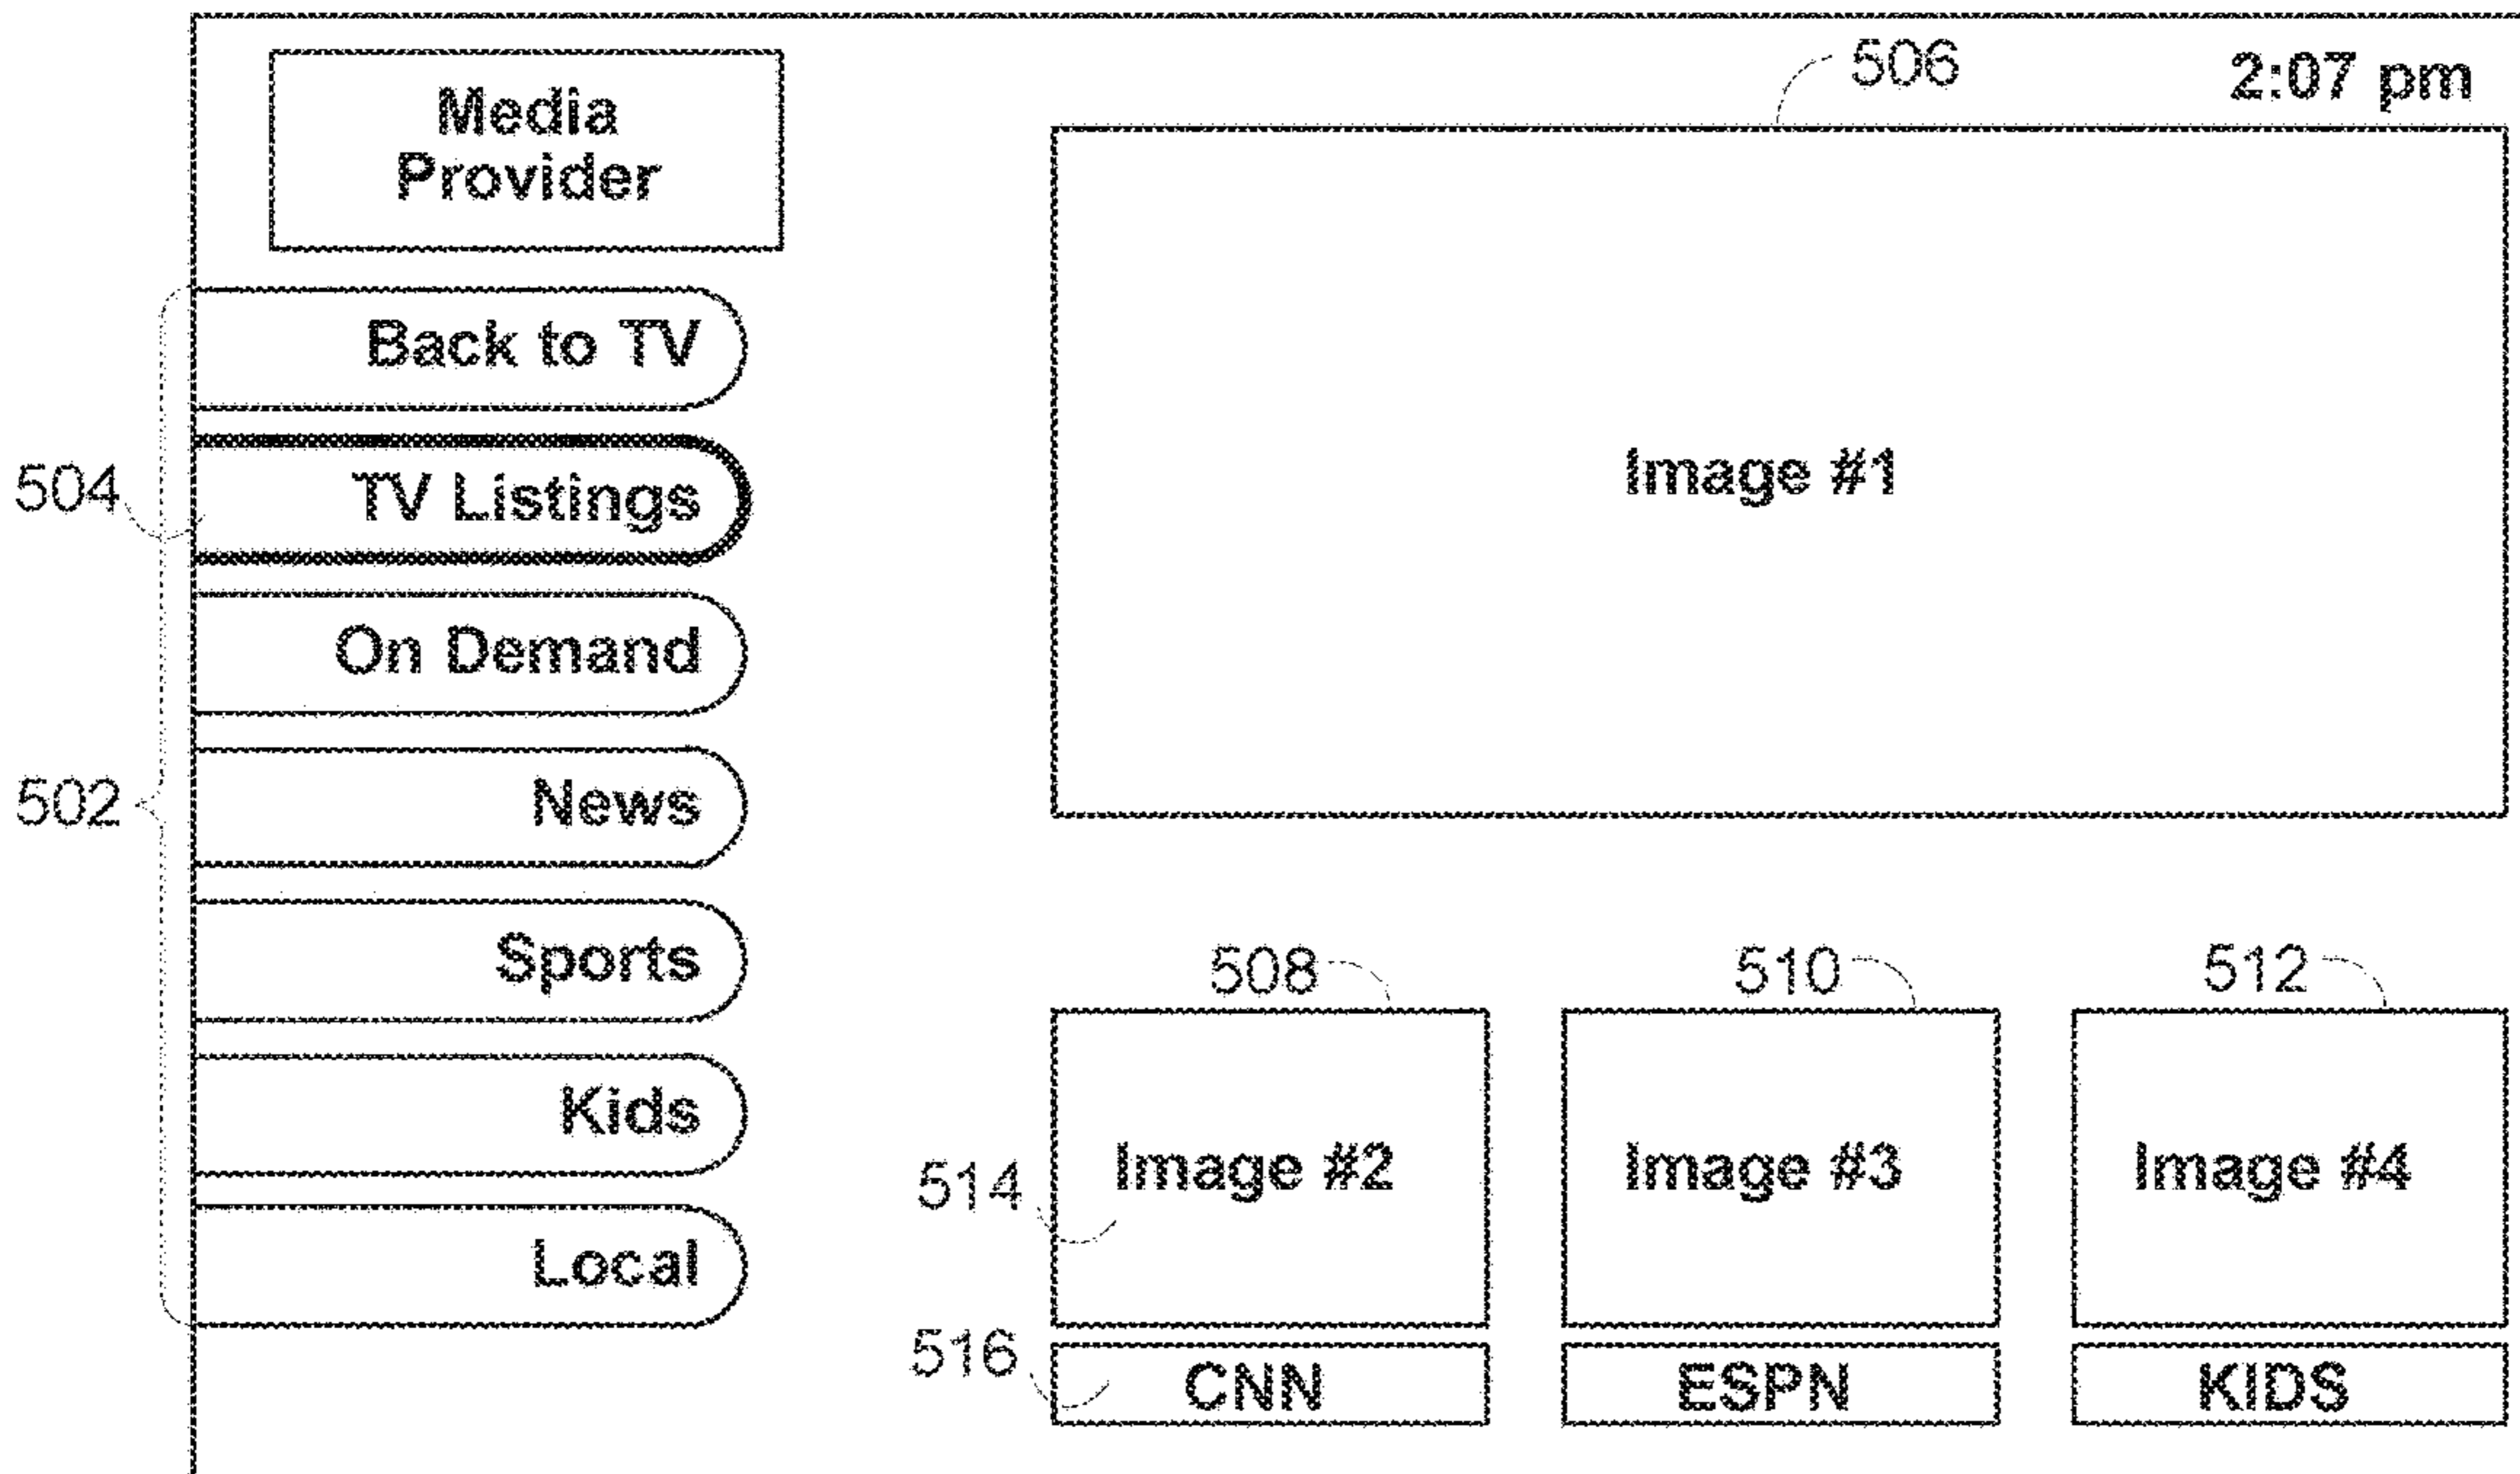 506
2:07 pm
Media
Provider
Back to TV
504
TV Listings
On Demand
502
News
Sports
Kids
Local
Image #1
508
510
512
514
Image #2
Image #3
Image #4
516
CNN
ESPN
KIDS